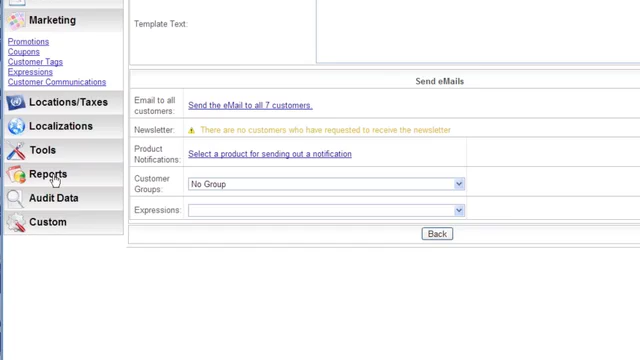 Marketing
Promotions
Coupons
Customer Tags
Expressions
Customer Communications
Locations/Taxes
Localizations
Tools
Reports
Audit Data
Custom
Template Text:
Send eMails
Email to all
customers:
Send the eMail to all 7 customers.
Newsletter:
There are no customers who have requested to receive the newsletter
Product
Notifications:
Select a product for sending out a notification
Customer
Groups:
No Group
Expressions:
Back